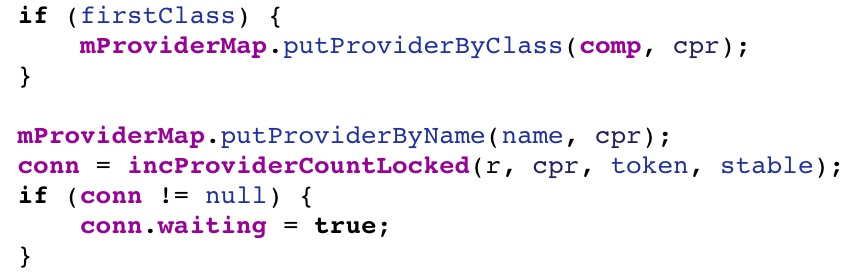 if (firstClass) {
    mProviderMap.putProviderByClass(comp, cpr);
}

mProviderMap.putProviderByName(name, cpr);
conn = incProviderCountLocked(r, cpr, token, stable);
if (conn != null) {
    conn.waiting = true;
}